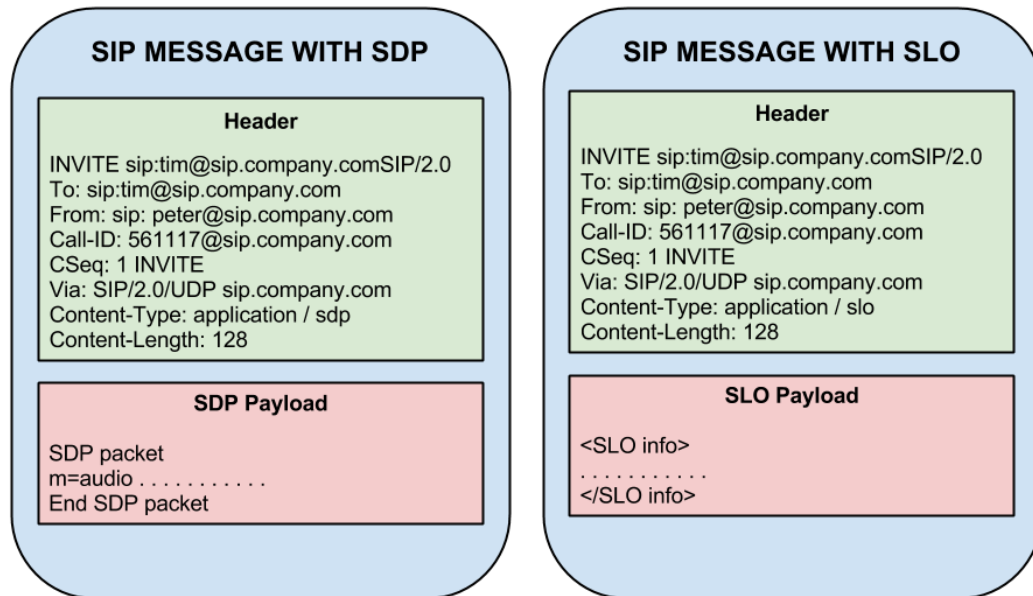 SIP MESSAGE WITH SDP
Header
INVITE sip:tim@sip.company.comSIP/2.0
To: sip:tim@sip.company.com
From: sip: peter@sip.company.com
Call-ID: 561117@sip.company.com
CSeq: 1 INVITE
Via: SIP/2.0/UDP sip.company.com
Content-Type: application / sdp
Content-Length: 128
SDP Payload
SDP packet
m=audio . . . . . . . . . . .
End SDP packet
SIP MESSAGE WITH SLO
Header
INVITE sip:tim@sip.company.comSIP/2.0
To: sip:tim@sip.company.com
From: sip: peter@sip.company.com
Call-ID: 561117@sip.company.com
CSeq: 1 INVITE
Via: SIP/2.0/UDP sip.company.com
Content-Type: application / slo
Content-Length: 128
SLO Payload
<SLO info>
. . . . . . . . . . .
</SLO info>